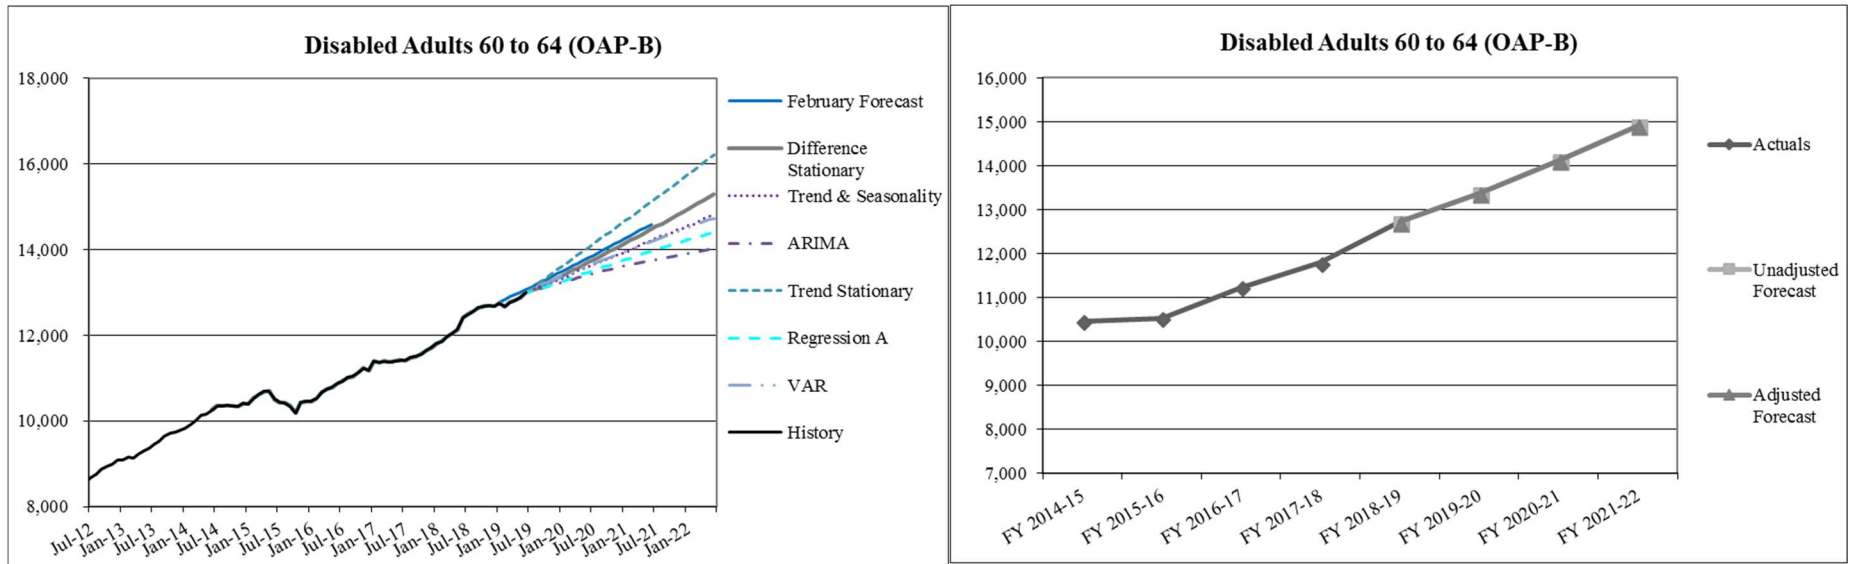 Disabled Adults 60 to 64 (OAP-B)
18,000
16,000
14,000
12,000
10,000
8,000
Jul-12
Jan-13
Jul-13
Jan-14
Jul-14
Jan-15
Jul-15
Jan-16
Jul-16
Jan-17
Jul-17
Jan-18
Jul-18
Jan-19
Jul-19
Jan-20
Jul-20
Jan-21
Jul-21
Jan-22
February Forecast
Difference
Stationary
Trend & Seasonality
ARIMA
Trend Stationary
Regression A
VAR
History
Disabled Adults 60 to 64 (OAP-B)
16,000
15,000
14,000
13,000
12,000
11,000
10,000
9,000
8,000
7,000
FY 2014-15
FY 2015-16
FY 2016-17
FY 2017-18
FY 2018-19
FY 2019-20
FY 2020-21
FY 2021-22
Actuals
Unadjusted
Forecast
Adjusted
Forecast